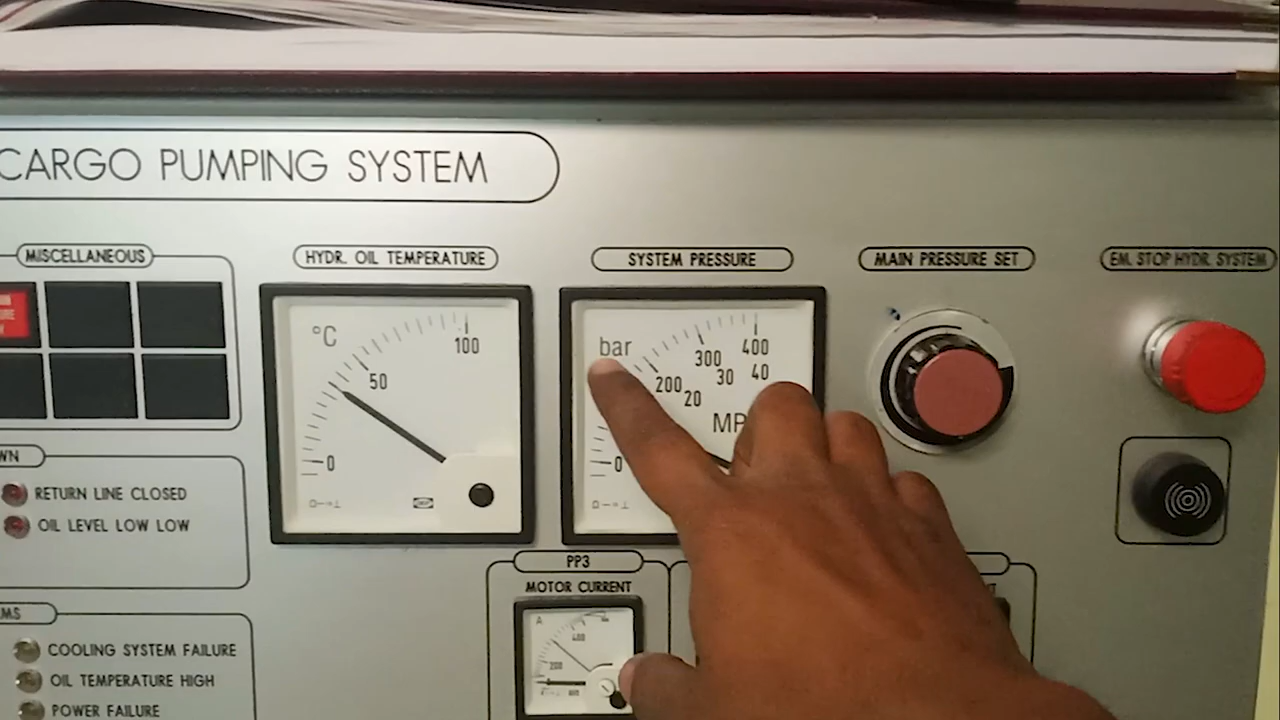 CARGO PUMPING SYSTEM
MISCELLANEOUS
HYDR. OIL TEMPERATURE
SYSTEM PRESSURE
MAIN PRESSURE SET
EM. STOP HYDR. SYSTEM
°C
100
50
0
bar
400
300
200
40
30
20
MP
0
RETURN LINE CLOSED
OIL LEVEL LOW LOW
PP3
MOTOR CURRENT
A
400
200
COOLING SYSTEM FAILURE
OIL TEMPERATURE HIGH
POWER FAILURE